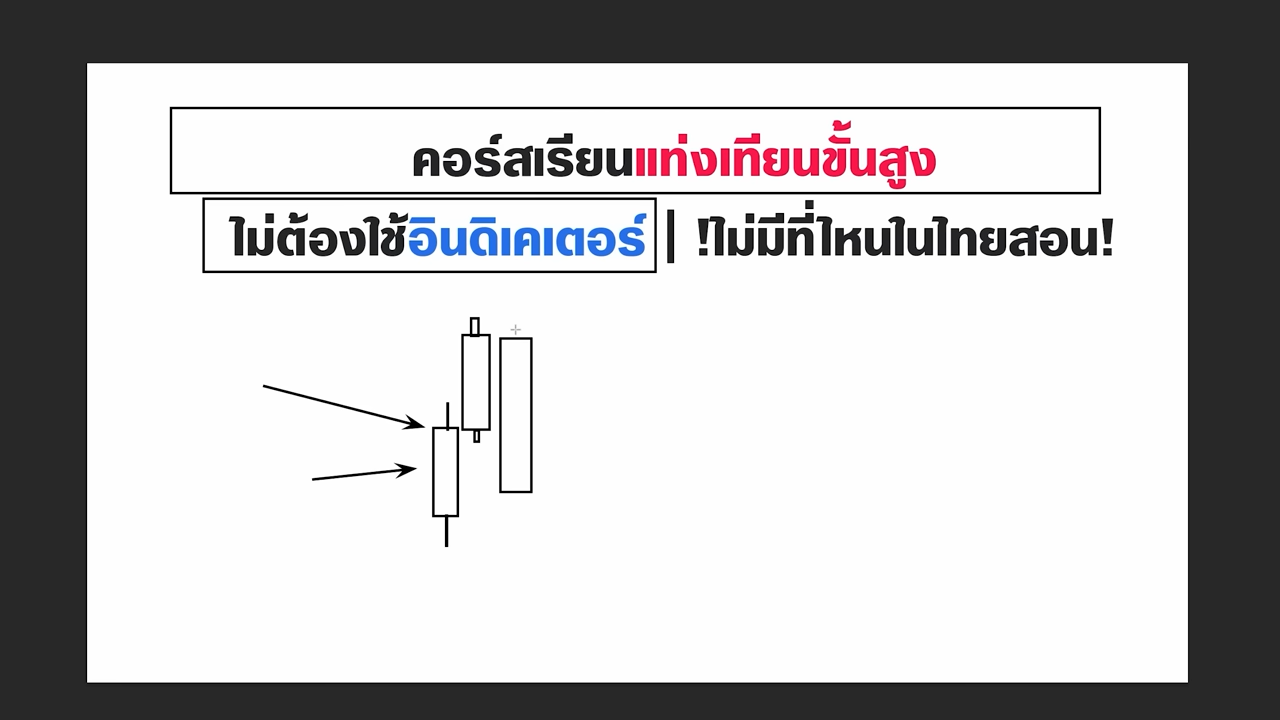 คอร์สเรียนแท่งเทียนขั้นสูง
ไม่ต้องใช้อินดิเคเตอร์ | !ไม่มีที่ไหนในไทยสอน!